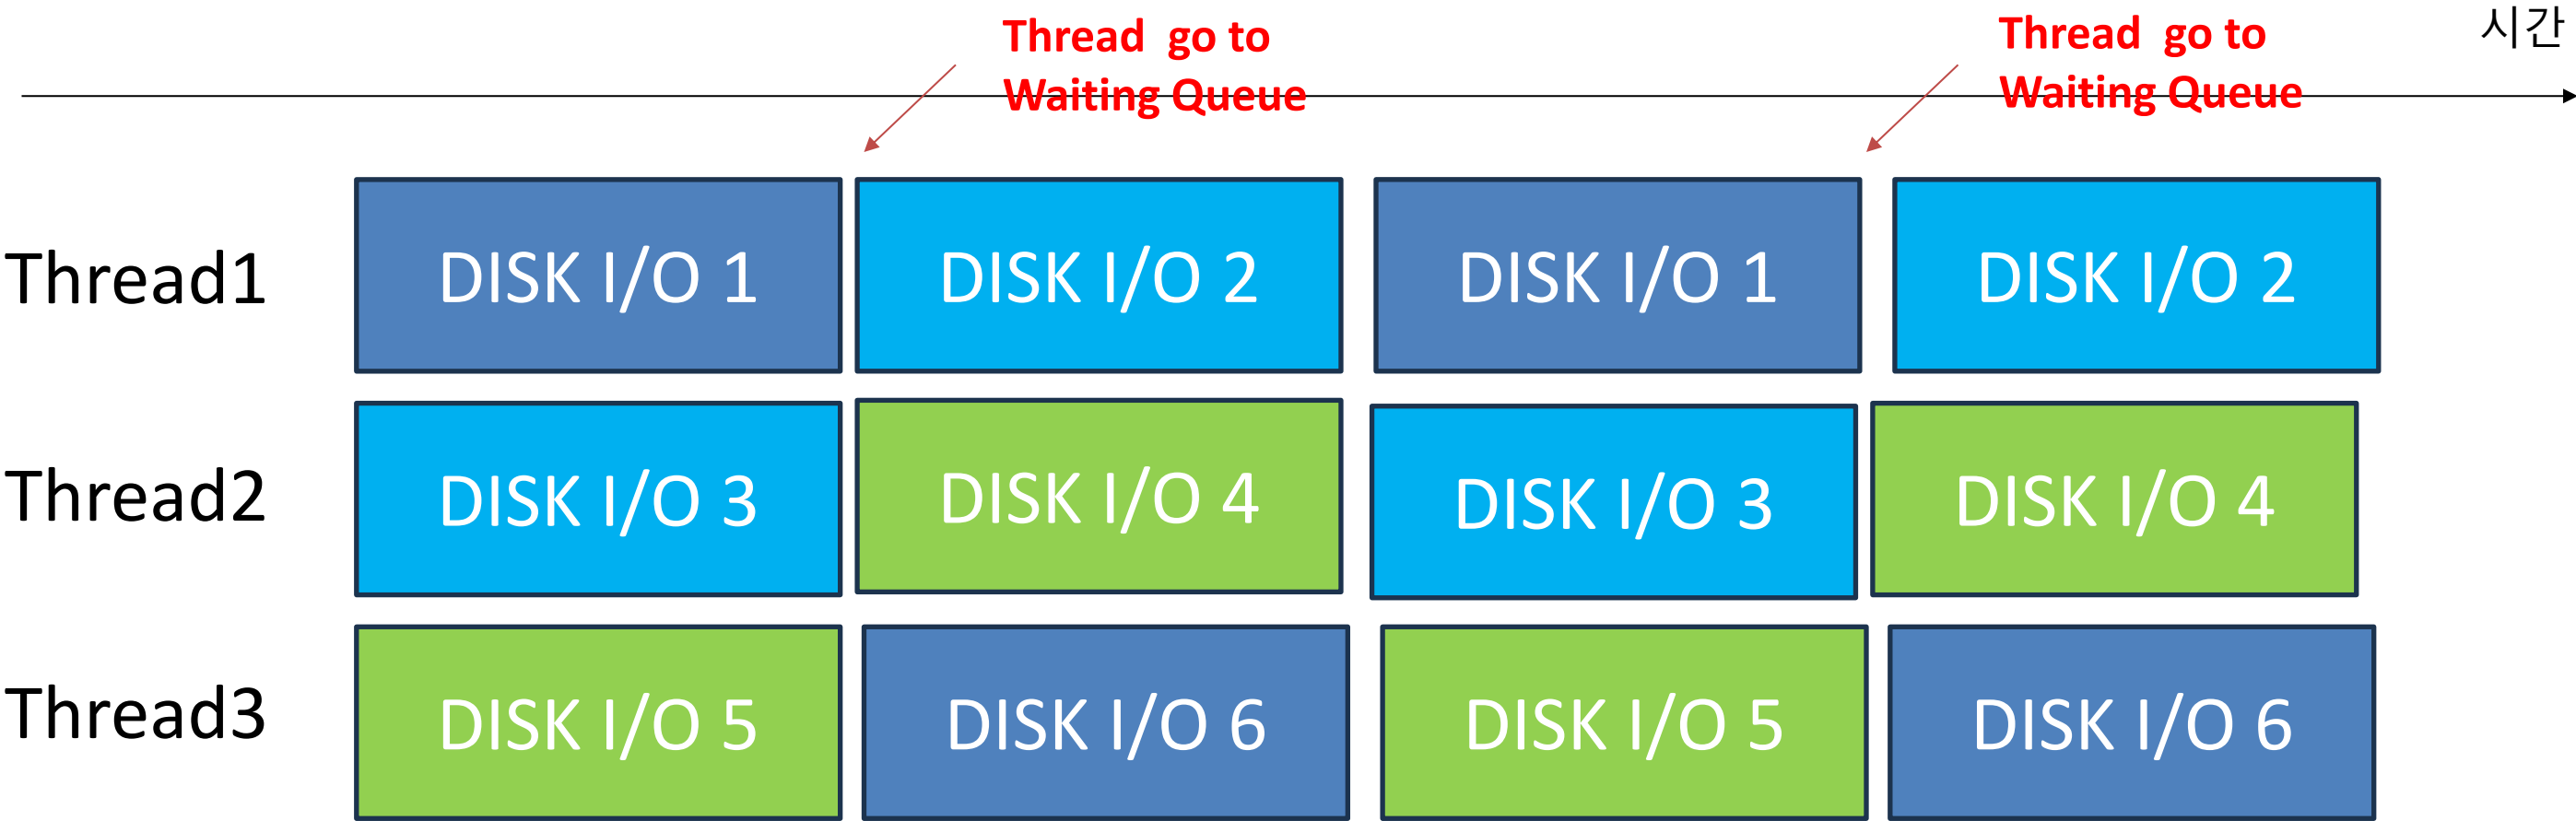 Thread  go to
Waiting Queue
Thread  go to
Waiting Queue
시간
Thread1
DISK I/O 1
DISK I/O 2
DISK I/O 1
DISK I/O 2
Thread2
DISK I/O 3
DISK I/O 4
DISK I/O 3
DISK I/O 4
Thread3
DISK I/O 5
DISK I/O 6
DISK I/O 5
DISK I/O 6